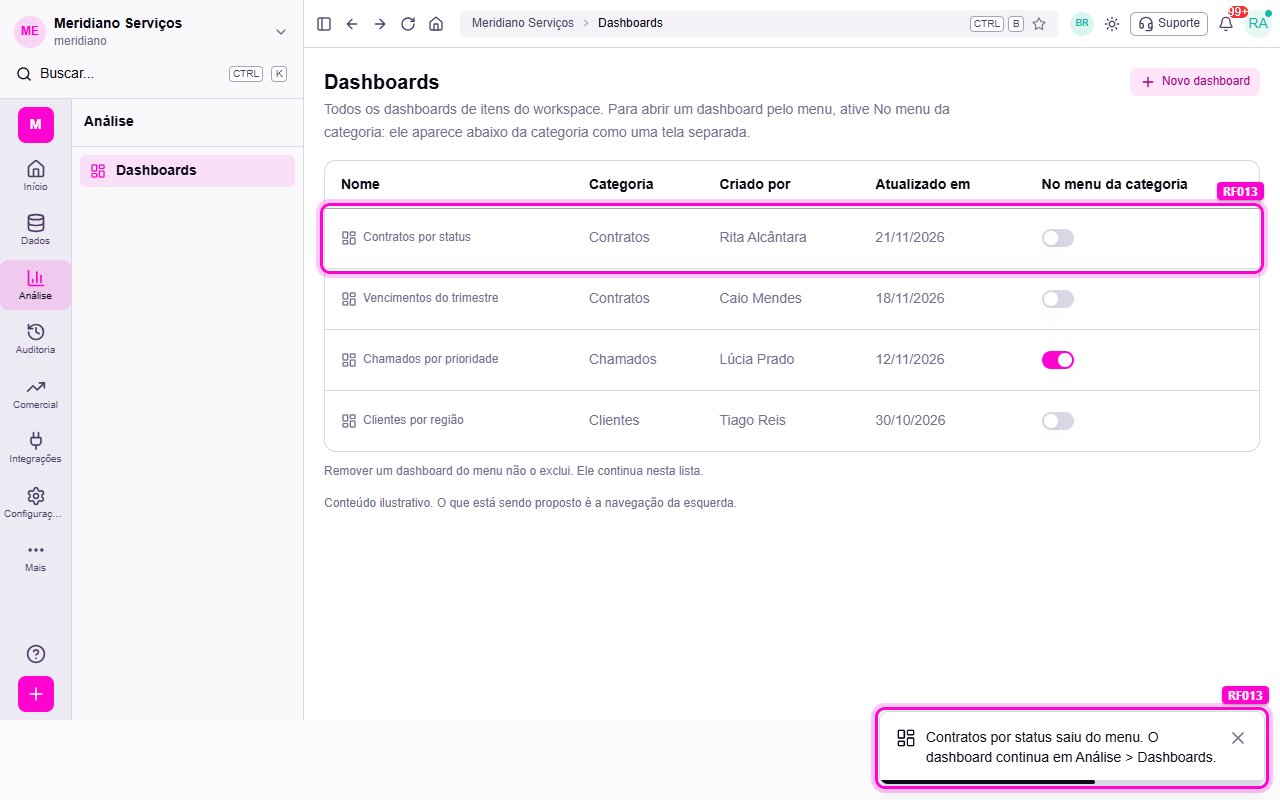 ME
Meridiano Serviços
meridiano
Buscar...
CTRL K
M
Início
Dados
Análise
Auditoria
Comercial
Integrações
Configuraç...
Mais
Análise
Dashboards
Meridiano Serviços > Dashboards
CTRL B
BR
Suporte
99+
RA
Dashboards
Novo dashboard
Todos os dashboards de itens do workspace. Para abrir um dashboard pelo menu, ative No menu da
categoria: ele aparece abaixo da categoria como uma tela separada.
Nome Categoria Criado por Atualizado em No menu da categoria
RF013
Contratos por status Contratos Rita Alcântara 21/11/2026
Vencimentos do trimestre Contratos Caio Mendes 18/11/2026
Chamados por prioridade Chamados Lúcia Prado 12/11/2026
Clientes por região Clientes Tiago Reis 30/10/2026
Remover um dashboard do menu não o exclui. Ele continua nesta lista.
Conteúdo ilustrativo. O que está sendo proposto é a navegação da esquerda.
RF013
Contratos por status saiu do menu. O
dashboard continua em Análise > Dashboards.